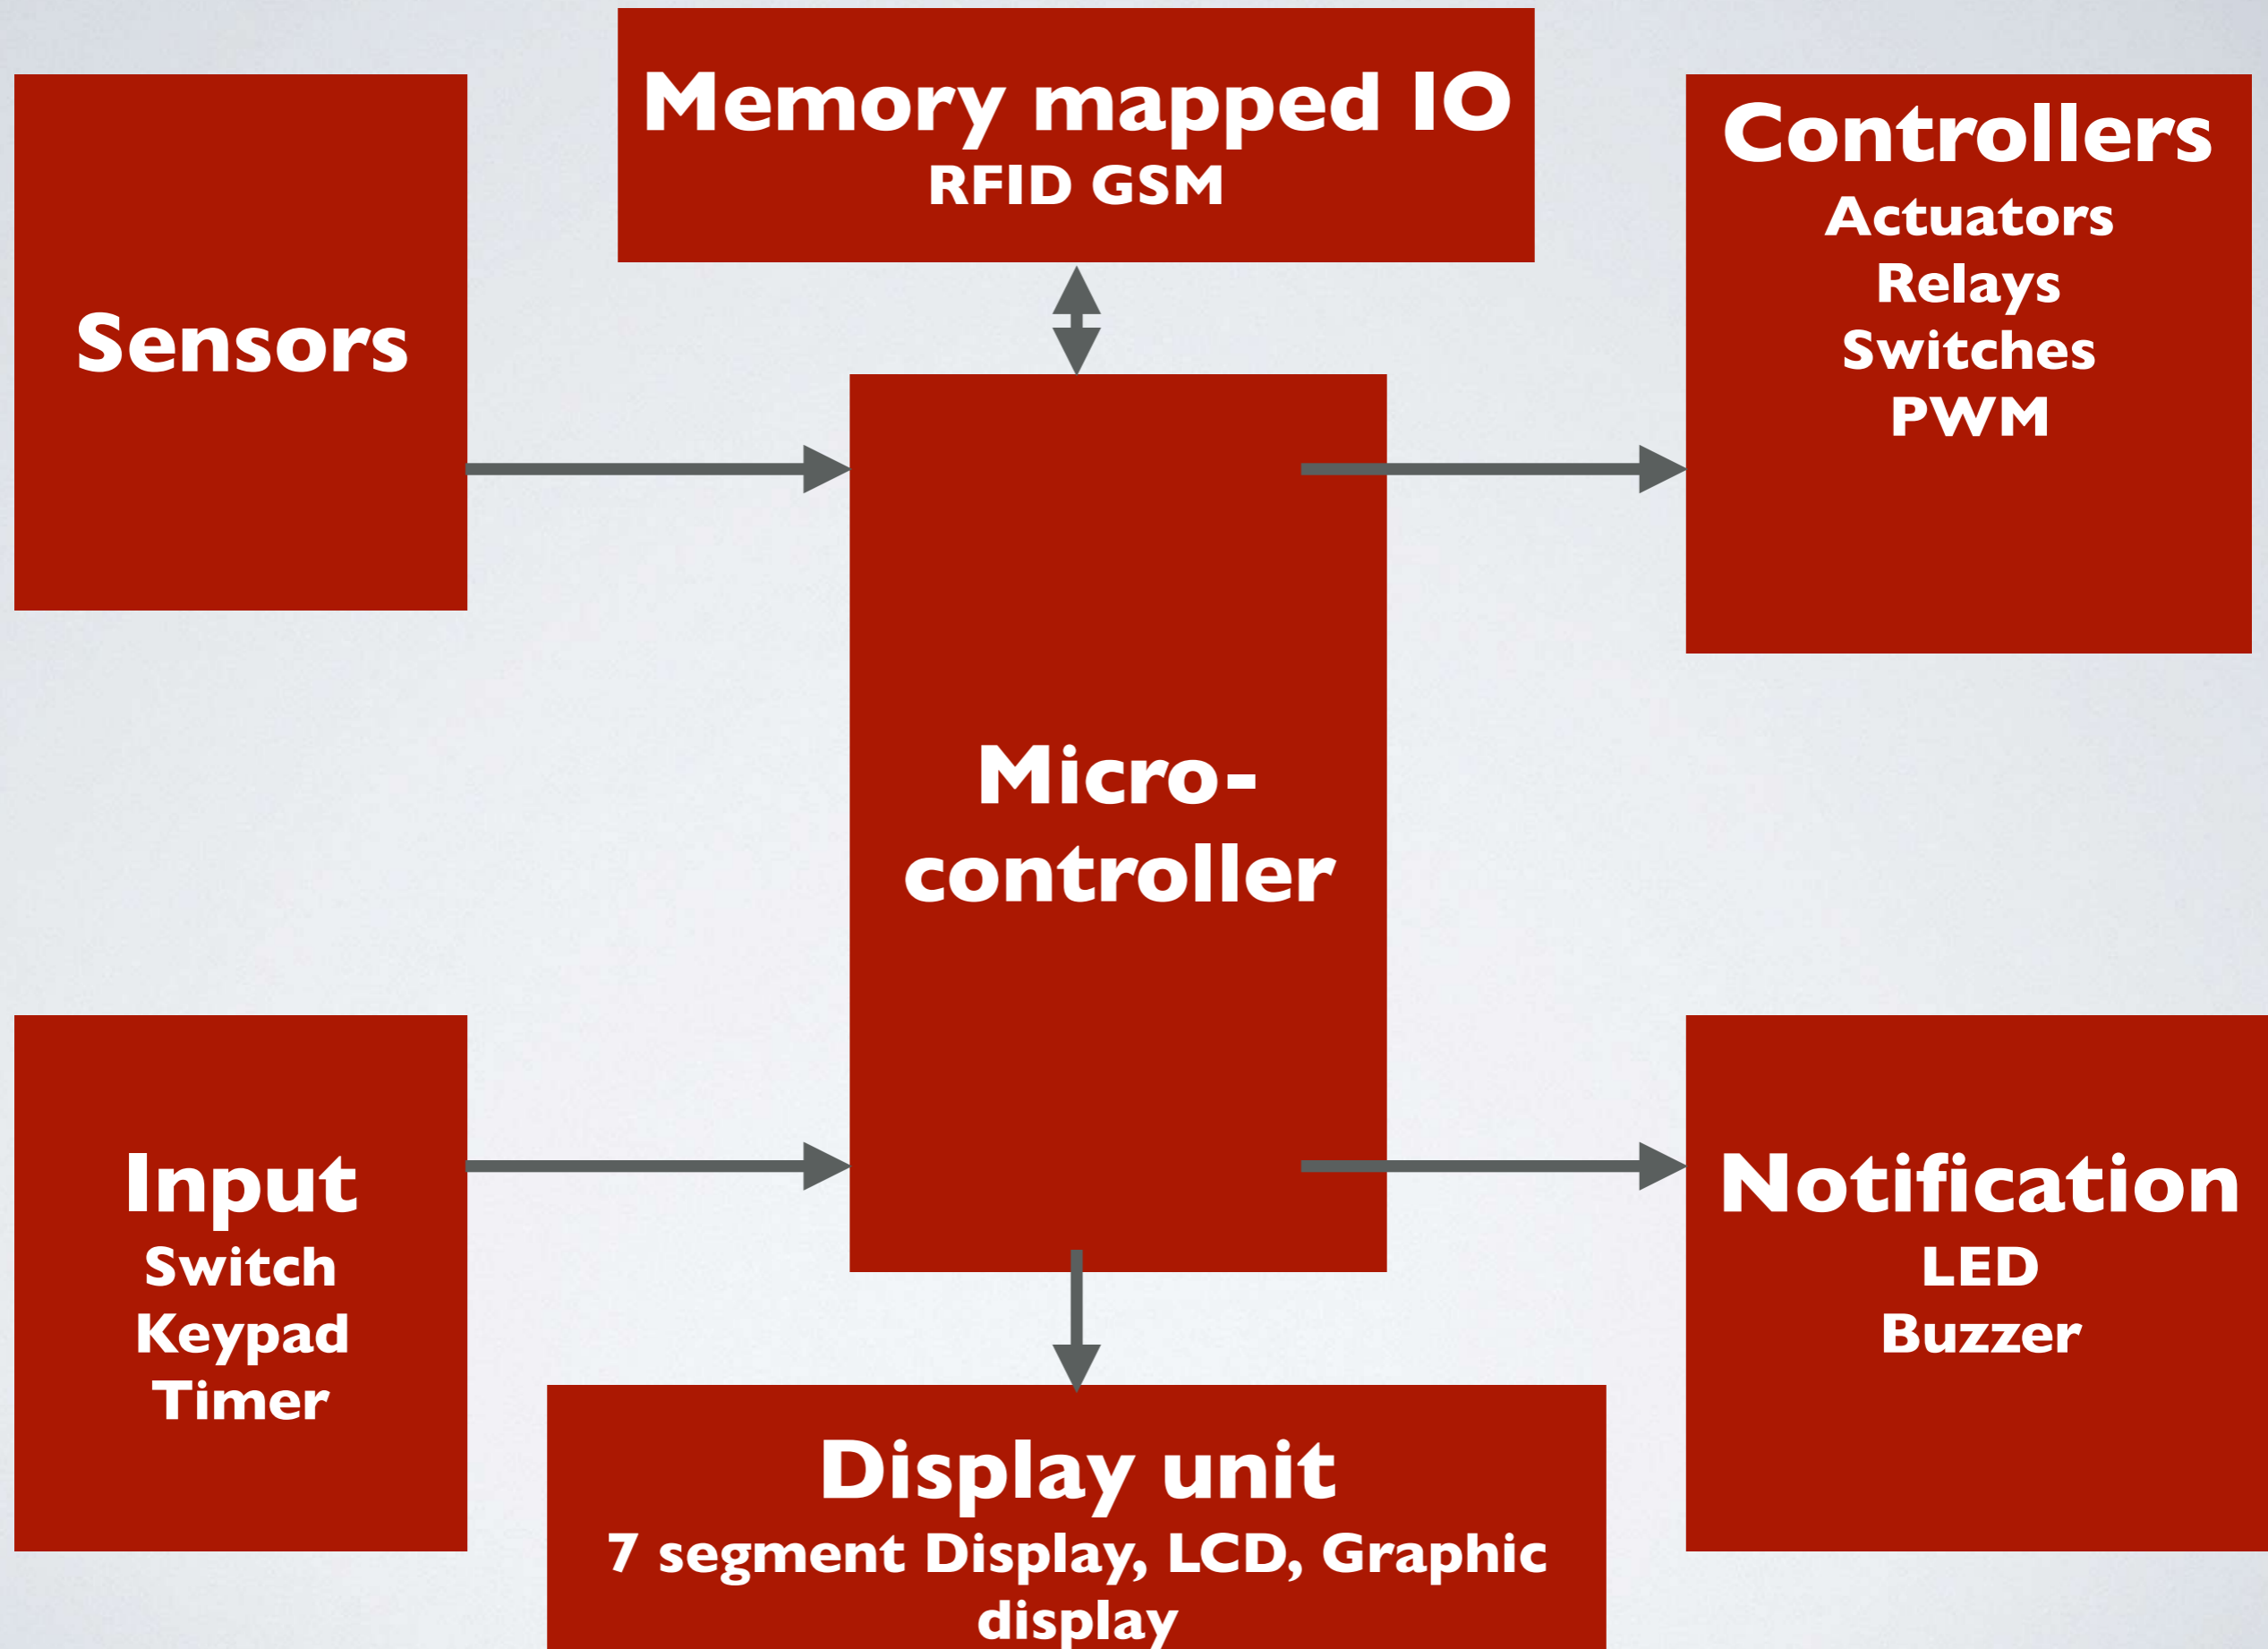 Memory mapped IO
RFID GSM
Sensors
Controllers
Actuators
Relays
Switches
PWM
Micro-
controller
Input
Switch
Keypad
Timer
Notification
LED
Buzzer
Display unit
7 segment Display, LCD, Graphic
display